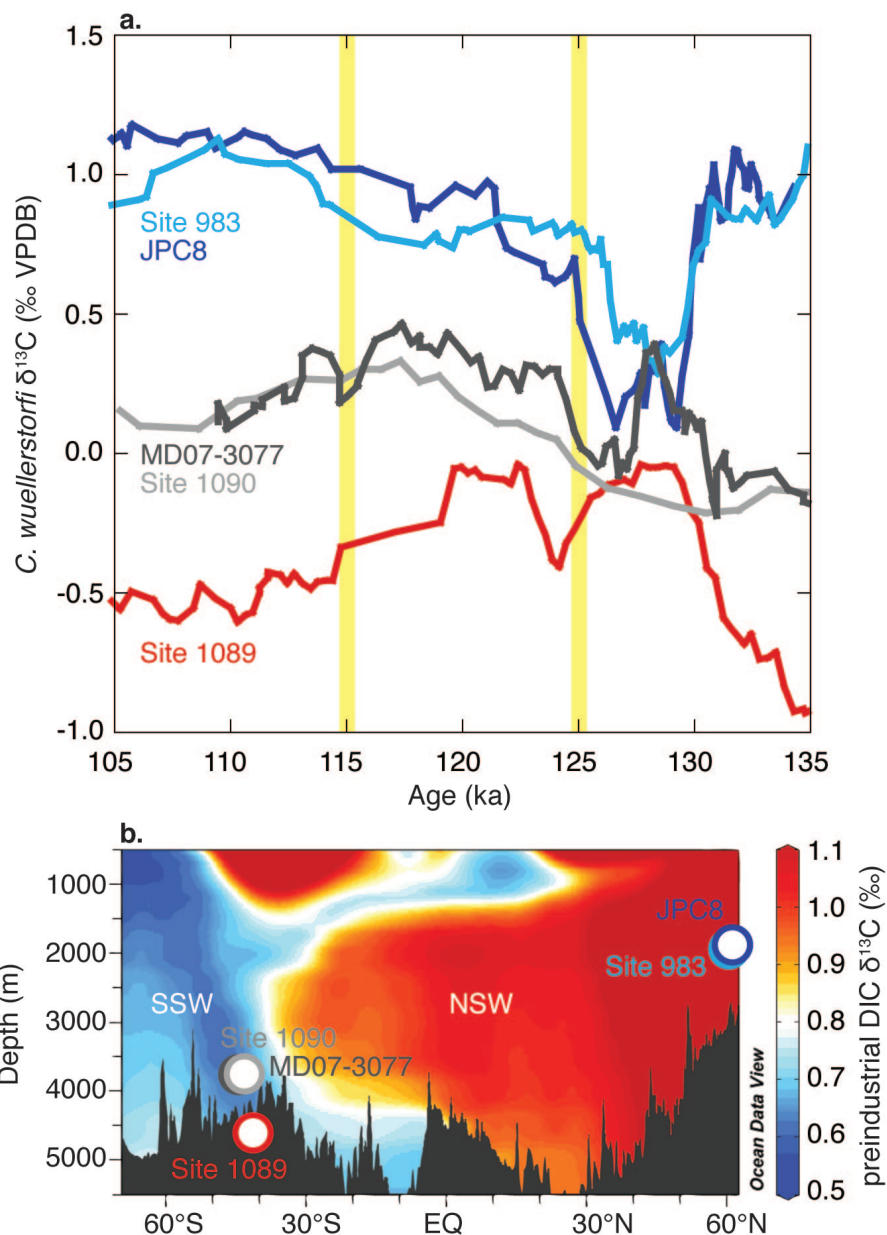 a.
1.5
1.0
0.5
0.0
-0.5
-1.0
C. wuellerstorfi δ¹³C (‰ VPDB)
Site 983
JPC8
MD07-3077
Site 1090
Site 1089
105 110 115 120 125 130 135
Age (ka)
b.
1000
2000
3000
4000
5000
Depth (m)
JPC8
Site 983
SSW
NSW
Site 1090
MD07-3077
Site 1089
60°S 30°S EQ 30°N 60°N
Ocean Data View
1.1
1.0
0.9
0.8
0.7
0.6
0.5
preindustrial DIC δ¹³C (‰)